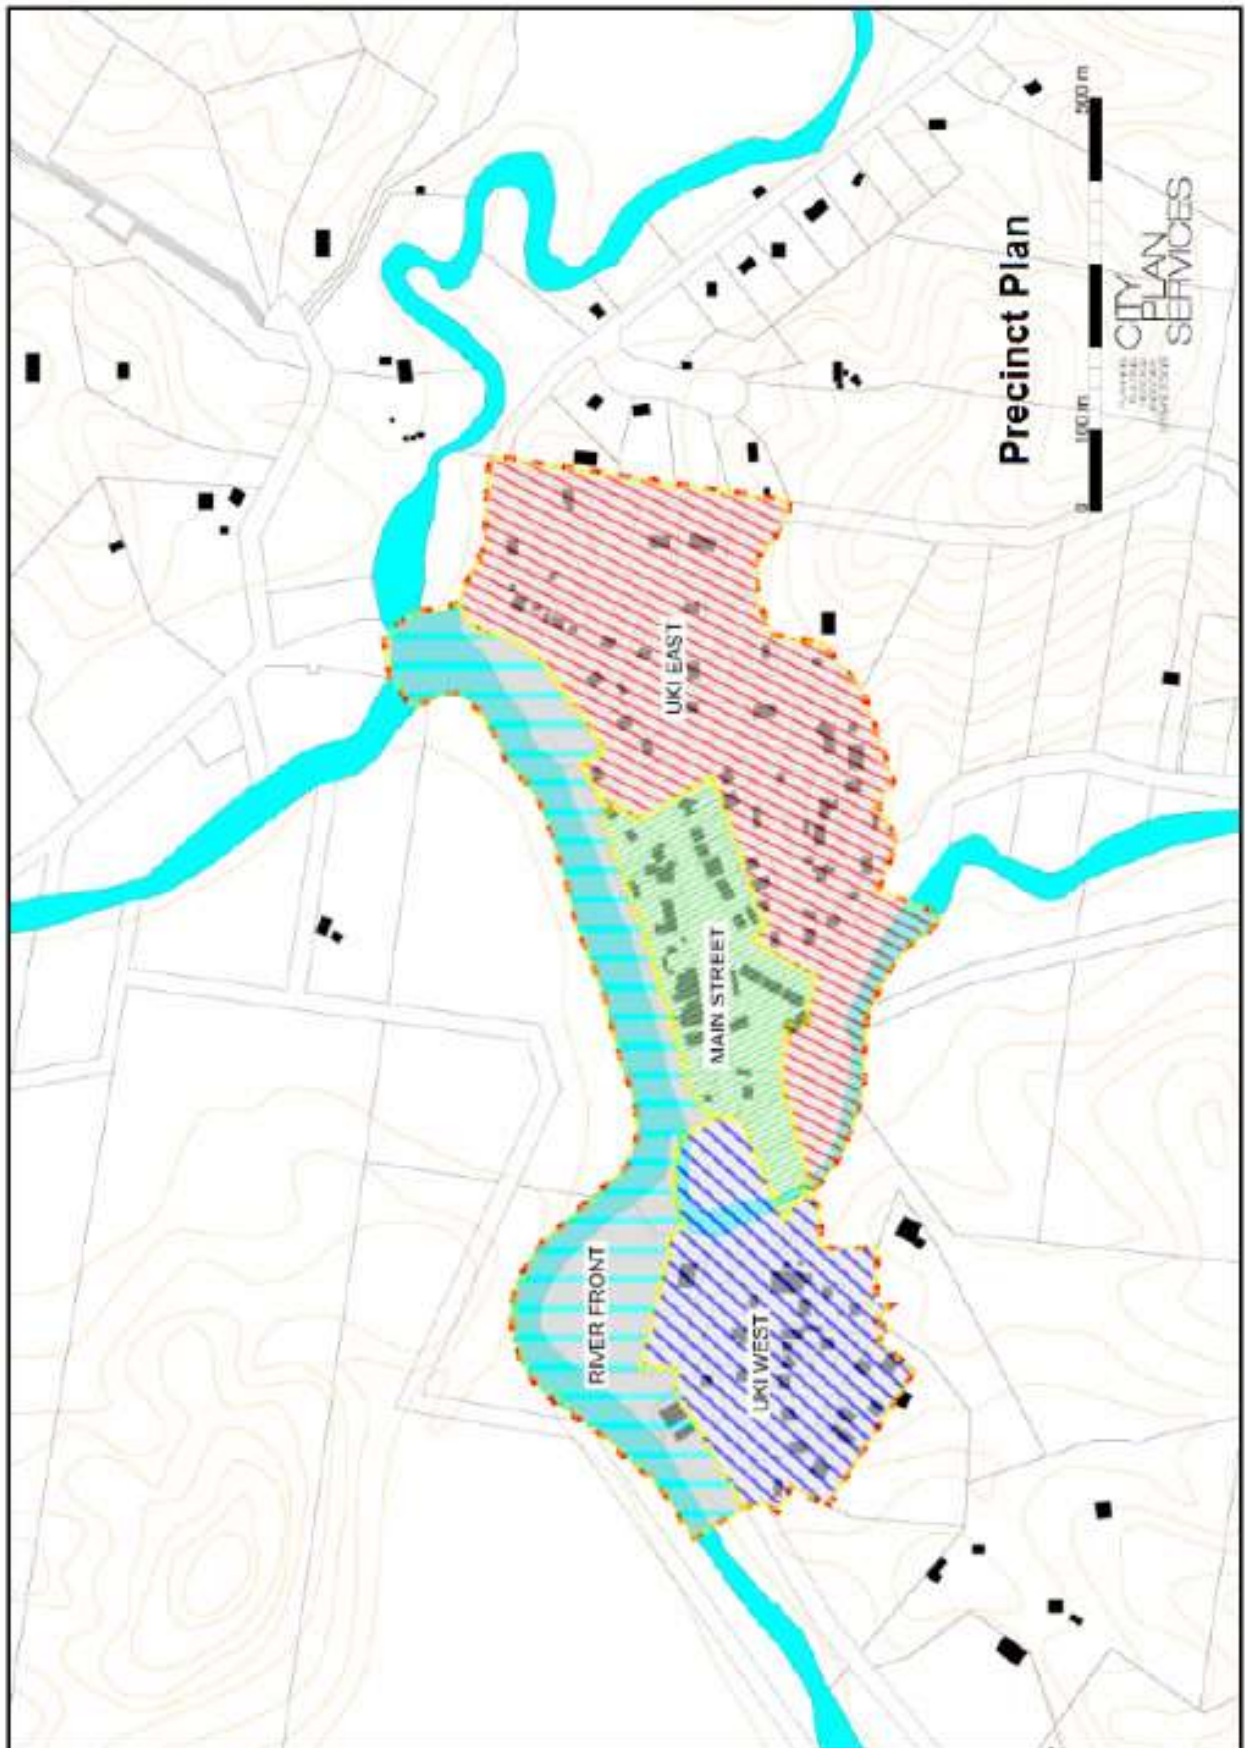 RIVER FRONT
UKI WEST
MAIN STREET
UKI EAST
Precinct Plan
0 100 m 500 m
CITY
PLAN
SERVICES